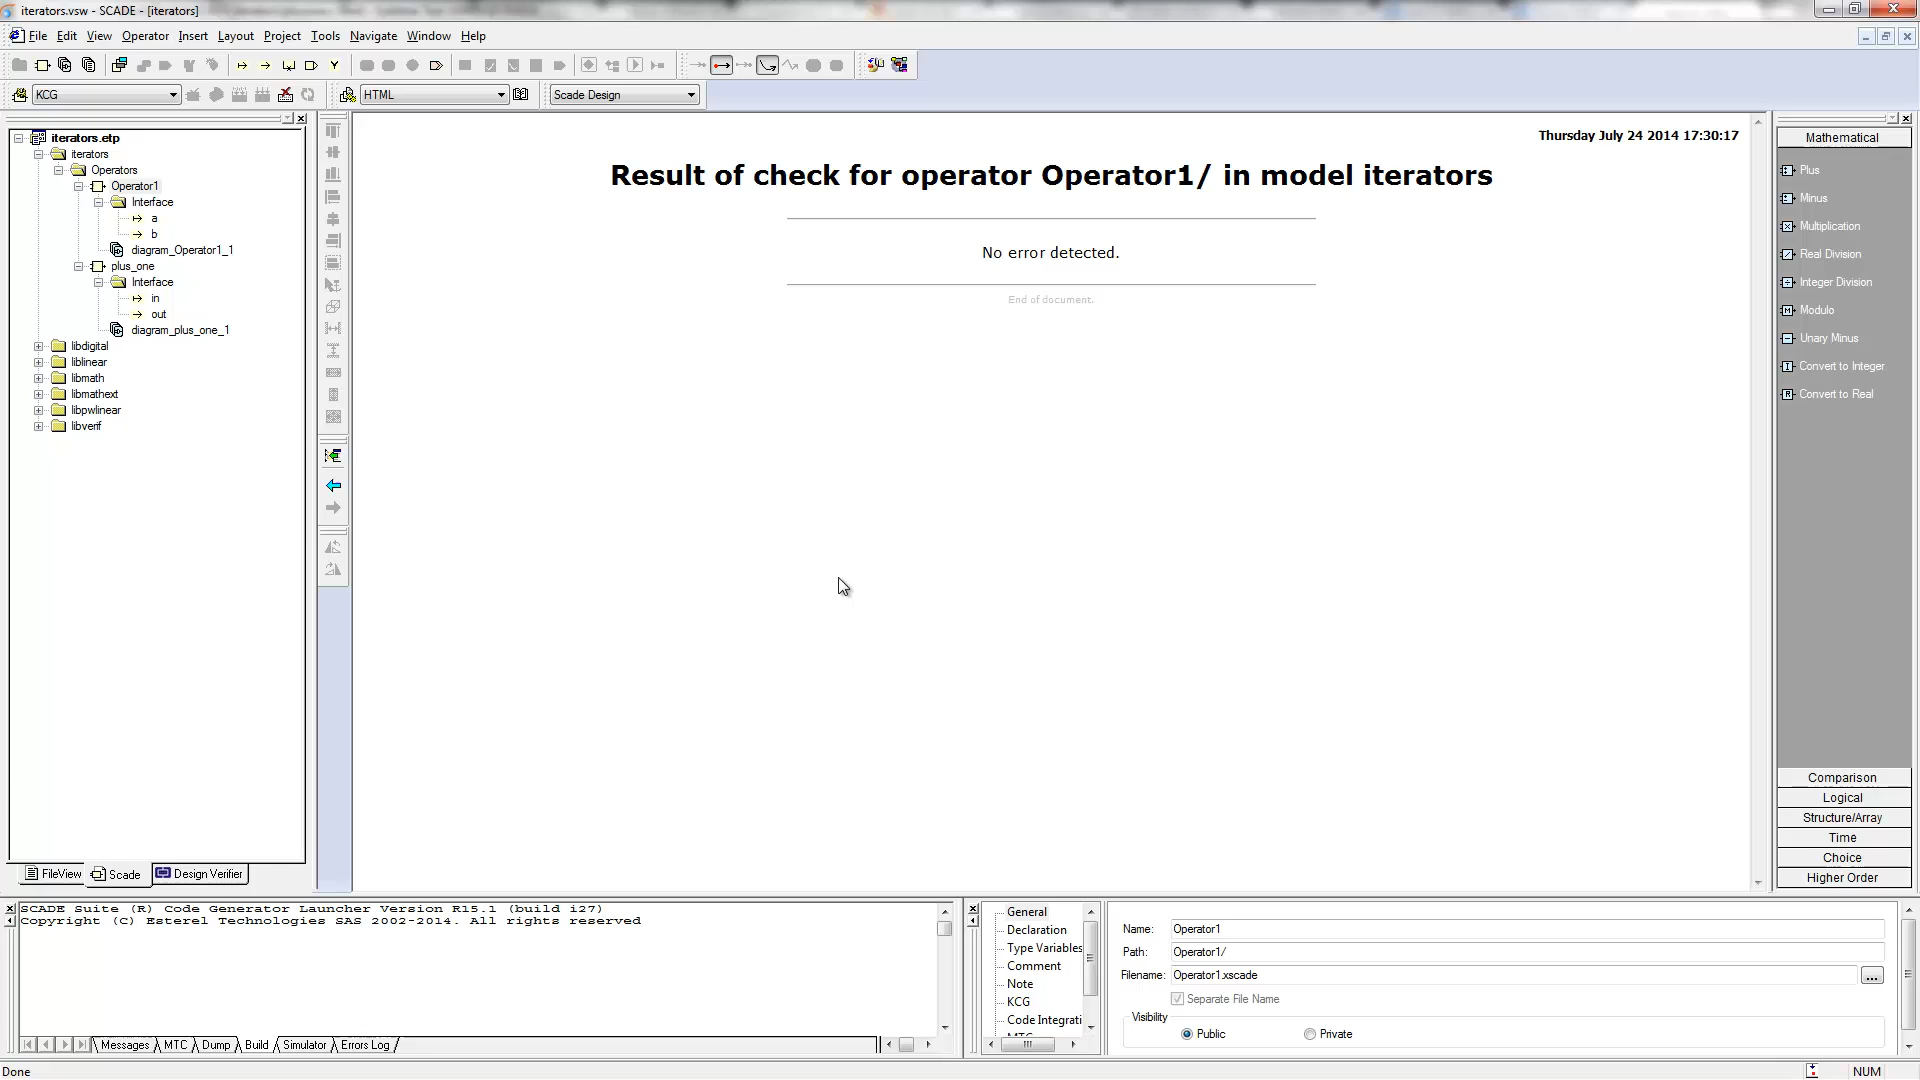 iterators.vsw - SCADE - [iterators]
File Edit View Operator Insert Layout Project Tools Navigate Window Help
KCG HTML Scade Design
iterators.etp
iterators
Operators
Operator1
Interface
a
b
diagram_Operator1_1
plus_one
Interface
in
out
diagram_plus_one_1
libdigital
liblinear
libmath
libmathext
libpwlinear
libverif
FileView Scade Design Verifier
Thursday July 24 2014 17:30:17
Result of check for operator Operator1/ in model iterators
No error detected.
End of document.
Mathematical
Plus
Minus
Multiplication
Real Division
Integer Division
Modulo
Unary Minus
Convert to Integer
Convert to Real
Comparison
Logical
Structure/Array
Time
Choice
Higher Order
SCADE Suite (R) Code Generator Launcher Version R15.1 (build i27)
Copyright (C) Esterel Technologies SAS 2002-2014. All rights reserved
Messages MTC Dump Build Simulator Errors Log
General
Declaration
Type Variables
Comment
Note
KCG
Code Integrati
Name: Operator1
Path: Operator1/
Filename: Operator1.xscade ...
Separate File Name
Visibility
Public Private
Done NUM